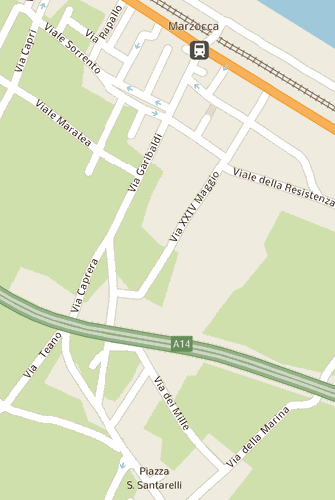 Marzocca
Via Rapallo
Via Capri
Viale Sorrento
Viale Maratea
Via Garibaldi
Viale della Resistenza
Via XXIV Maggio
Via Caprera
A14
Via Teano
Via dei Mille
Via della Marina
Piazza
S. Santarelli